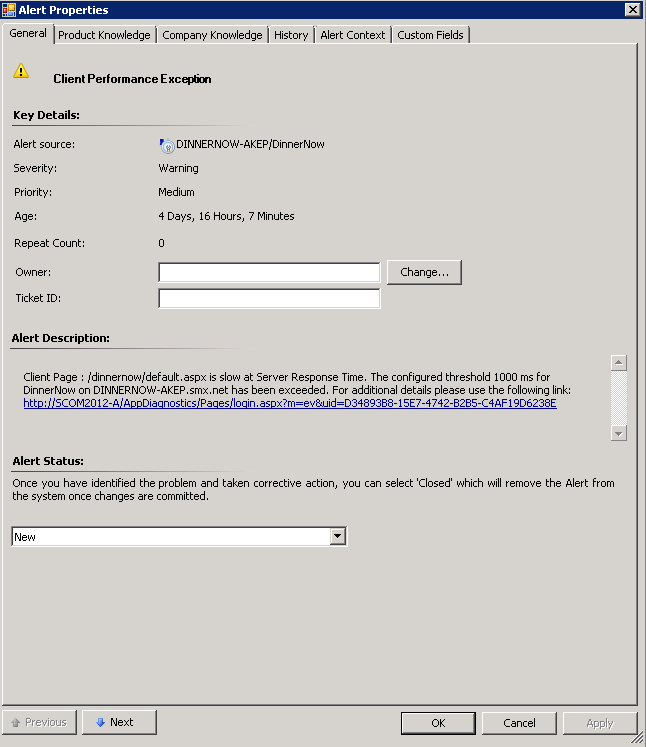 Alert Properties
General Product Knowledge Company Knowledge History Alert Context Custom Fields
Client Performance Exception
Key Details:
Alert source: DINNERNOW-AKEP/DinnerNow
Severity: Warning
Priority: Medium
Age: 4 Days, 16 Hours, 7 Minutes
Repeat Count: 0
Owner: Change...
Ticket ID:
Alert Description:
Client Page : /dinnernow/default.aspx is slow at Server Response Time. The configured threshold 1000 ms for
DinnerNow on DINNERNOW-AKEP.smx.net has been exceeded. For additional details please use the following link:
http://SCOM2012-A/AppDiagnostics/Pages/login.aspx?m=ev&uid=D34893B8-15E7-4742-B2B5-C4AF19D6238E
Alert Status:
Once you have identified the problem and taken corrective action, you can select 'Closed' which will remove the Alert from
the system once changes are committed.
New
Previous Next OK Cancel Apply